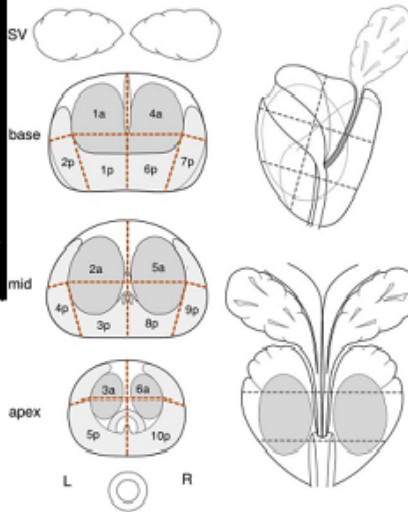 SV
base
1a 4a
2p 1p 6p 7p
mid
2a 5a
4p 3p 8p 9p
apex
3a 6a
5p 10p
L R